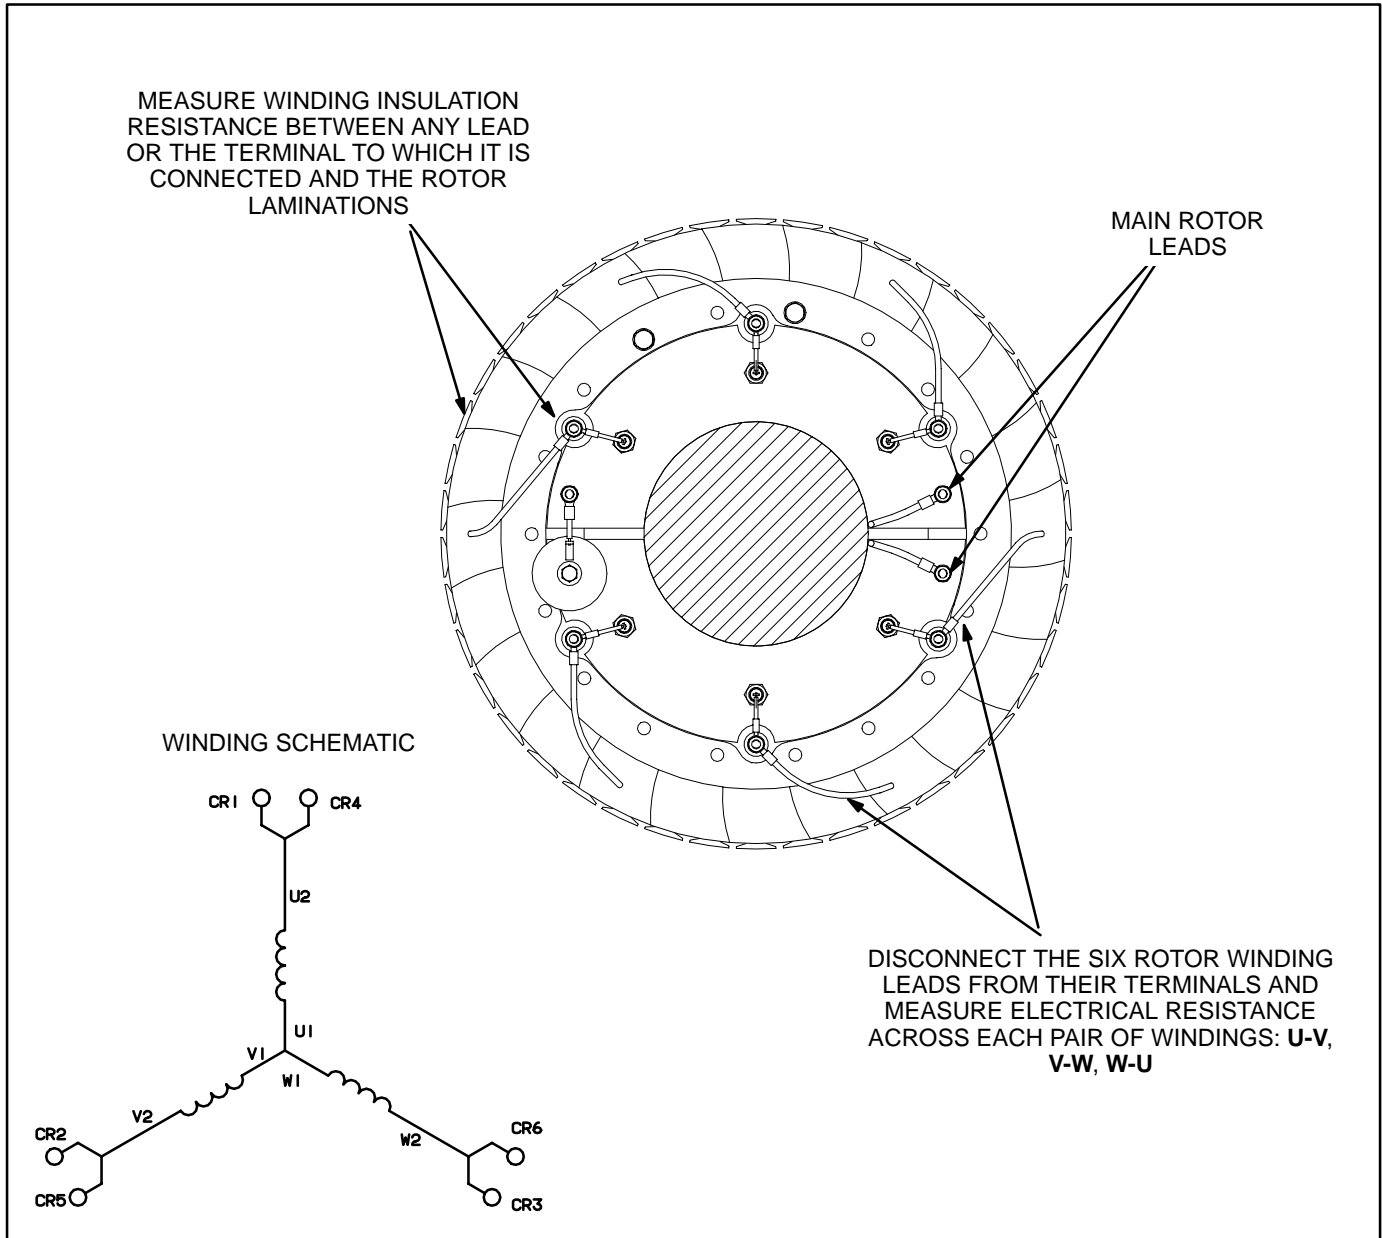 MEASURE WINDING INSULATION
RESISTANCE BETWEEN ANY LEAD
OR THE TERMINAL TO WHICH IT IS
CONNECTED AND THE ROTOR
LAMINATIONS
MAIN ROTOR
LEADS
WINDING SCHEMATIC
CR1
CR4
U2
U1
V1
W1
V2
W2
CR2
CR5
CR6
CR3
DISCONNECT THE SIX ROTOR WINDING
LEADS FROM THEIR TERMINALS AND
MEASURE ELECTRICAL RESISTANCE
ACROSS EACH PAIR OF WINDINGS: U-V,
V-W, W-U